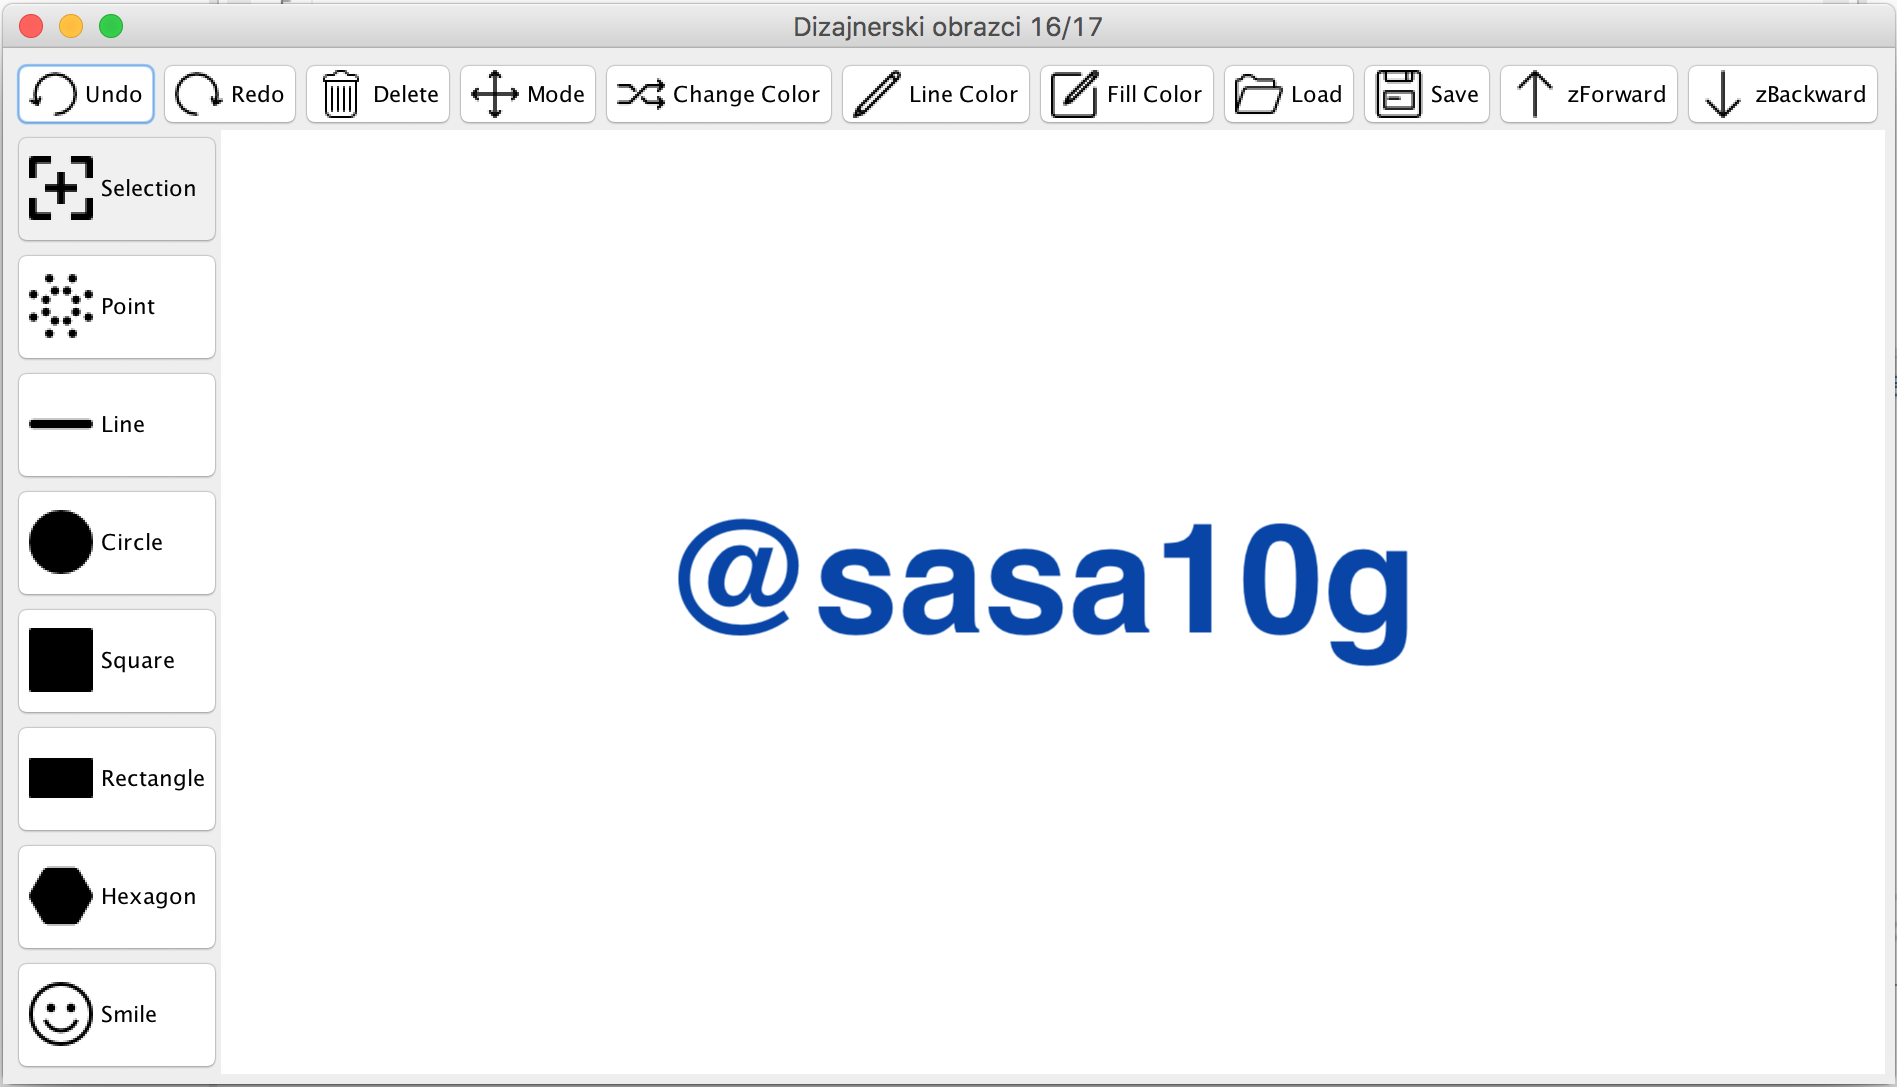 Dizajnerski obrazci 16/17
Undo Redo Delete Mode Change Color Line Color Fill Color Load Save zForward zBackward
Selection
Point
Line
@sasa10g
Circle
Square
Rectangle
Hexagon
Smile